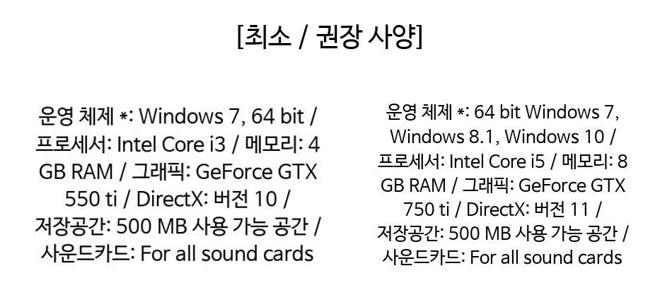 [최소 / 권장 사양]
운영 체제 *: Windows 7, 64 bit /
프로세서: Intel Core i3 / 메모리: 4
GB RAM / 그래픽: GeForce GTX
550 ti / DirectX: 버전 10 /
저장공간: 500 MB 사용 가능 공간 /
사운드카드: For all sound cards
운영 체제 *: 64 bit Windows 7,
Windows 8.1, Windows 10 /
프로세서: Intel Core i5 / 메모리: 8
GB RAM / 그래픽: GeForce GTX
750 ti / DirectX: 버전 11 /
저장공간: 500 MB 사용 가능 공간 /
사운드카드: For all sound cards